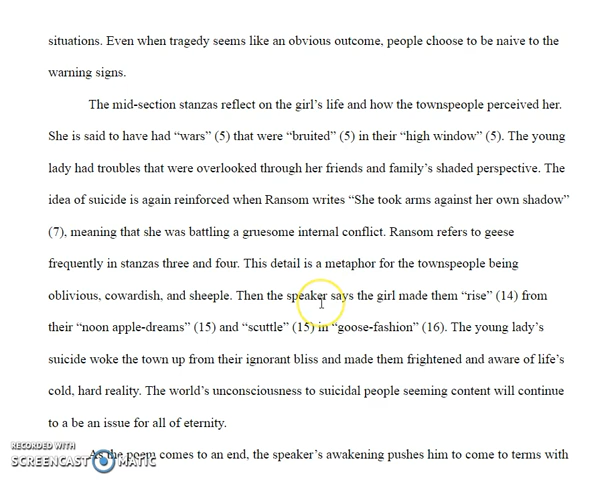 situations. Even when tragedy seems like an obvious outcome, people choose to be naive to the
warning signs.
The mid-section stanzas reflect on the girl's life and how the townspeople perceived her.
She is said to have had “wars” (5) that were “bruited” (5) in their “high window” (5). The young
lady had troubles that were overlooked through her friends and family's shaded perspective. The
idea of suicide is again reinforced when Ransom writes “She took arms against her own shadow”
(7), meaning that she was battling a gruesome internal conflict. Ransom refers to geese
frequently in stanzas three and four. This detail is a metaphor for the townspeople being
oblivious, cowardish, and sheeple. Then the speaker says the girl made them “rise” (14) from
their “noon apple-dreams” (15) and “scuttle” (15) in “goose-fashion” (16). The young lady's
suicide woke the town up from their ignorant bliss and made them frightened and aware of life's
cold, hard reality. The world's unconsciousness to suicidal people seeming content will continue
to a be an issue for all of eternity.
RECORDED WITH
SCREENCAST MATIC
As the poem comes to an end, the speaker's awakening pushes him to come to terms with